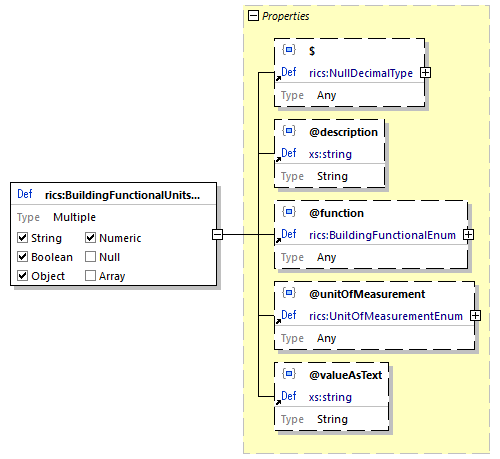 Properties
$
Def rics:NullDecimalType
Type Any
@description
Def xs:string
Type String
Def rics:BuildingFunctionalUnits...
Type Multiple
String Numeric
Boolean Null
Object Array
@function
Def rics:BuildingFunctionalEnum
Type Any
@unitOfMeasurement
Def rics:UnitOfMeasurementEnum
Type Any
@valueAsText
Def xs:string
Type String